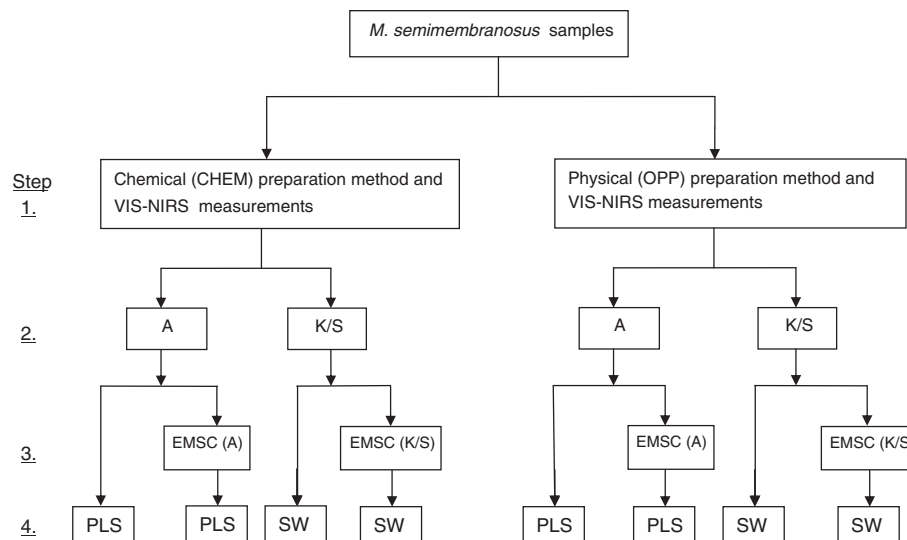 M. semimembranosus samples
Step
1.
Chemical (CHEM) preparation method and
VIS-NIRS measurements
Physical (OPP) preparation method and
VIS-NIRS measurements
2.
A
K/S
A
K/S
3.
EMSC (A)
EMSC (K/S)
EMSC (A)
EMSC (K/S
4.
PLS
PLS
SW
SW
PLS
PLS
SW
SW